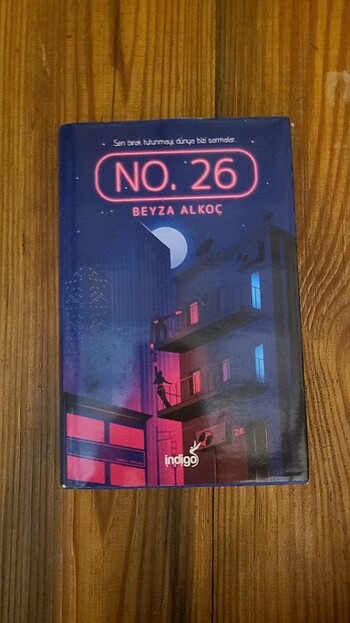 Sen bırak tutunmayı, dünya bizi sarmalar.
NO. 26
BEYZA ALKOÇ
26
indigo